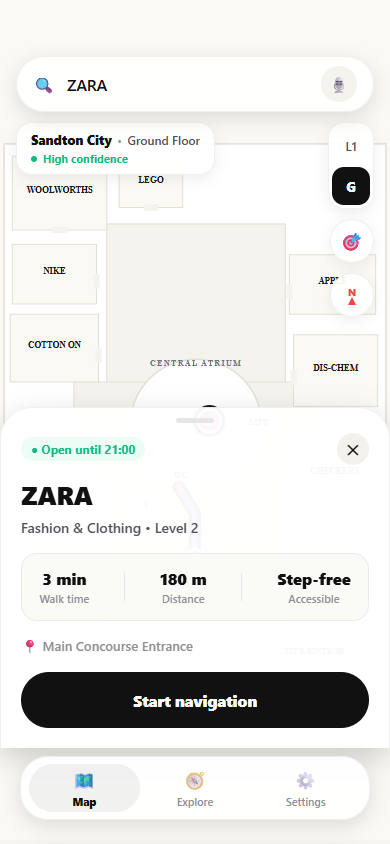 ZARA
Sandton City • Ground Floor
High confidence
L1
G
WOOLWORTHS
LEGO
NIKE
APP
N
COTTON ON
CENTRAL ATRIUM
DIS-CHEM
Open until 21:00
ZARA
Fashion & Clothing • Level 2
3 min
180 m
Step-free
Walk time
Distance
Accessible
Main Concourse Entrance
Start navigation
Map
Explore
Settings